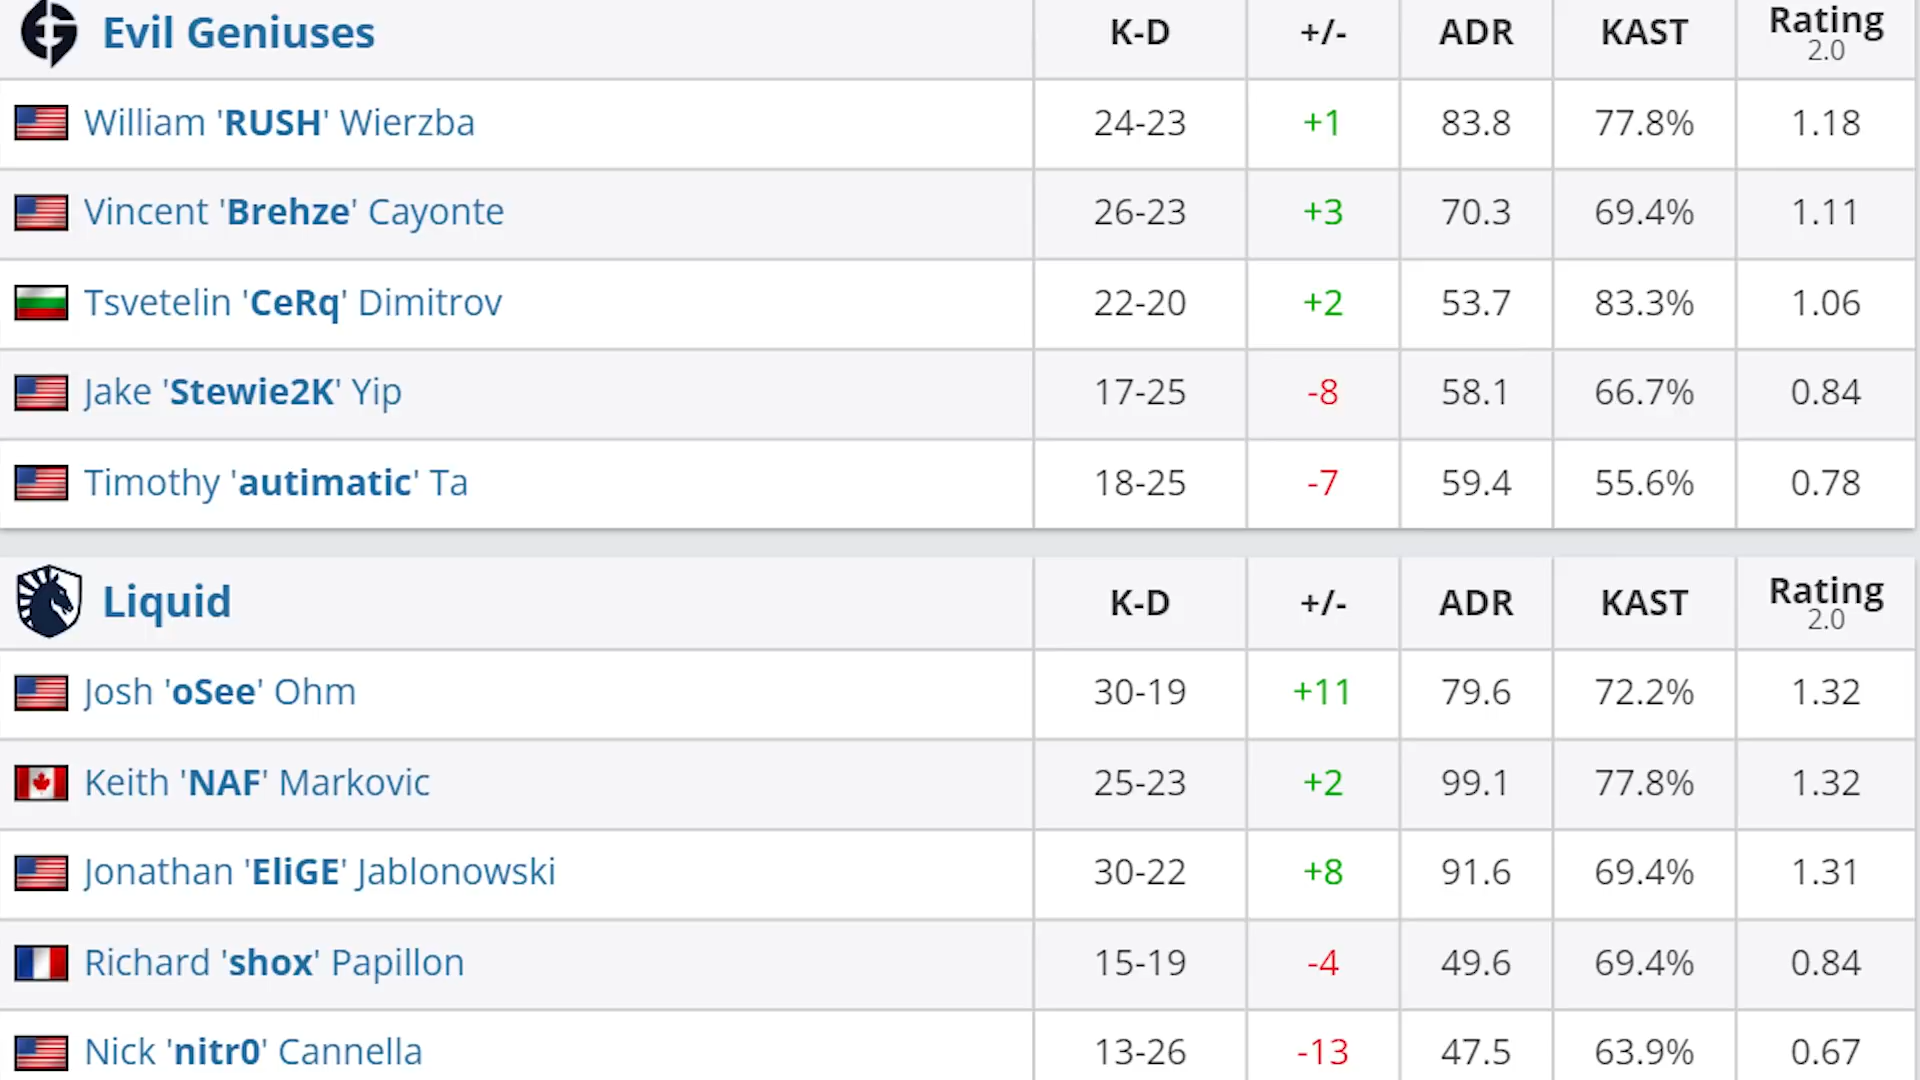 Evil Geniuses K-D +/- ADR KAST Rating 2.0
William 'RUSH' Wierzba 24-23 +1 83.8 77.8% 1.18
Vincent 'Brehze' Cayonte 26-23 +3 70.3 69.4% 1.11
Tsvetelin 'CeRq' Dimitrov 22-20 +2 53.7 83.3% 1.06
Jake 'Stewie2K' Yip 17-25 -8 58.1 66.7% 0.84
Timothy 'autimatic' Ta 18-25 -7 59.4 55.6% 0.78
Liquid K-D +/- ADR KAST Rating 2.0
Josh 'oSee' Ohm 30-19 +11 79.6 72.2% 1.32
Keith 'NAF' Markovic 25-23 +2 99.1 77.8% 1.32
Jonathan 'EliGE' Jablonowski 30-22 +8 91.6 69.4% 1.31
Richard 'shox' Papillon 15-19 -4 49.6 69.4% 0.84
Nick 'nitr0' Cannella 13-26 -13 47.5 63.9% 0.67